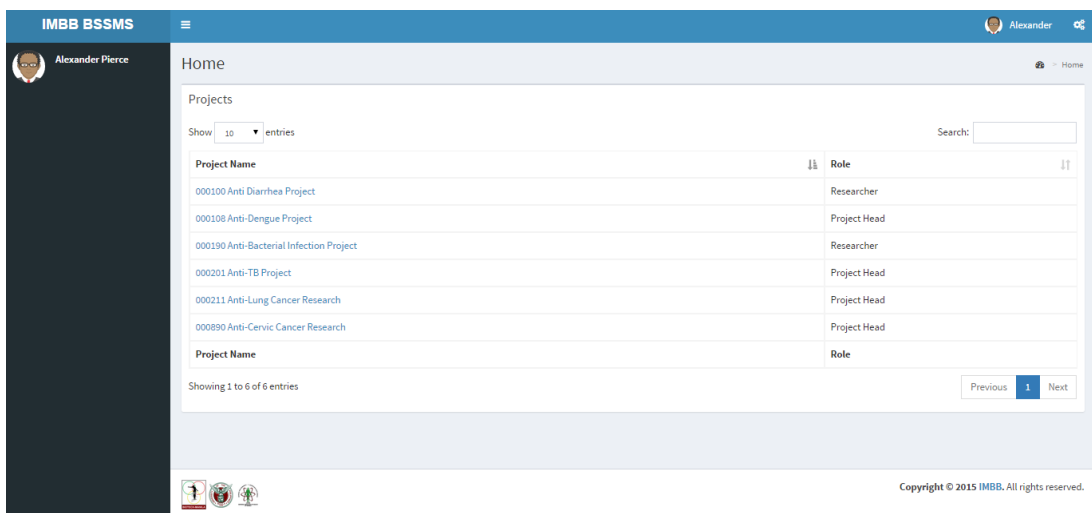 IMBB BSSMS
Alexander
Alexander Pierce
Home
Home
Projects
Show 10 entries
Search:
Project Name Role
000100 Anti Diarrhea Project Researcher
000108 Anti-Dengue Project Project Head
000190 Anti-Bacterial Infection Project Researcher
000201 Anti-TB Project Project Head
000211 Anti-Lung Cancer Research Project Head
000890 Anti-Cervic Cancer Research Project Head
Project Name Role
Showing 1 to 6 of 6 entries
Previous 1 Next
Copyright © 2015 IMBB. All rights reserved.